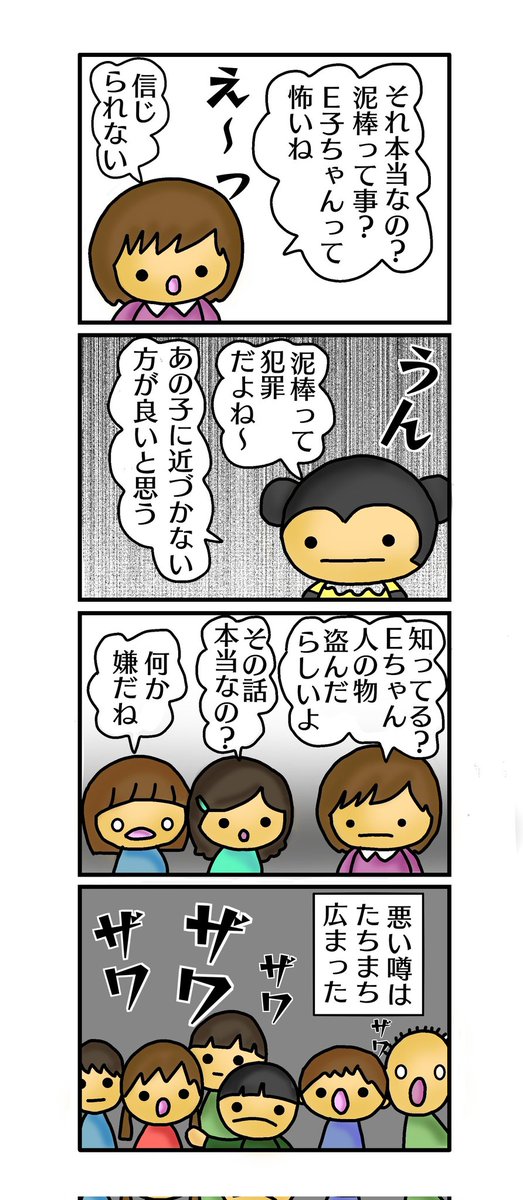 え〜っ
それ本当なの？
泥棒って事？
Ｅ子ちゃんって
怖いね
信じ
られない
うん
泥棒って
犯罪
だよね〜
あの子に近づかない
方が良いと思う
知ってる？
Ｅちゃん
人の物
盗んだ
らしいよ
その話
本当なの？
何か
嫌だね
悪い噂は
たちまち
広まった
ザワ
ザワ
ザワ
ザワ